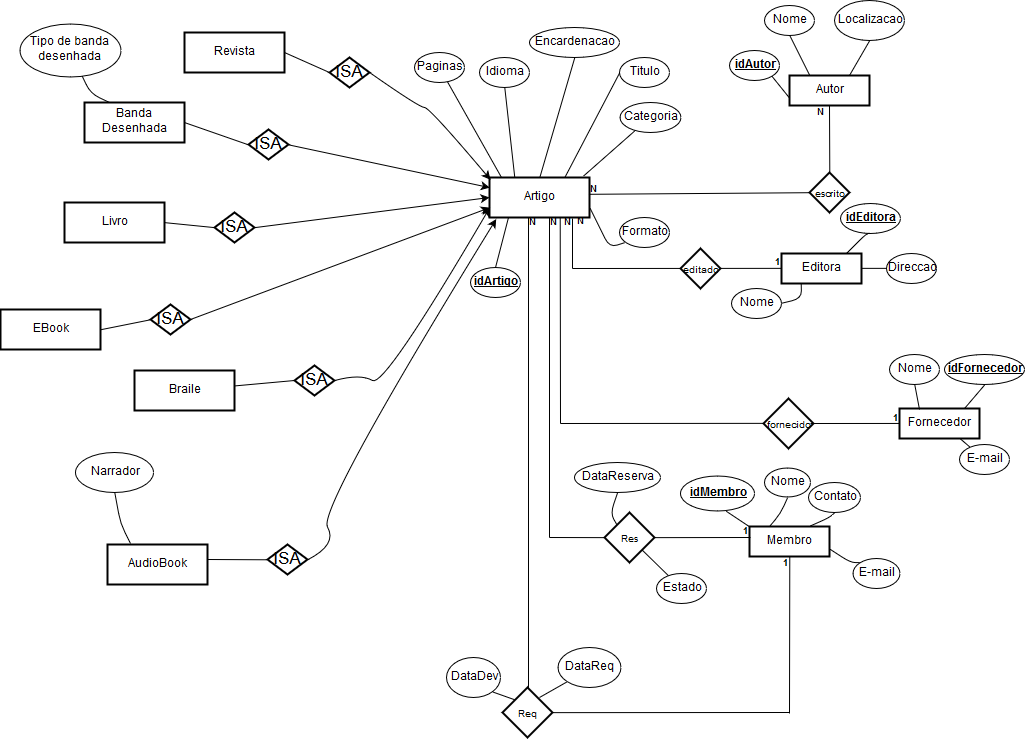 Nome
Localizacao
Tipo de banda
desenhada
Revista
Encardenacao
idAutor
ISA
Paginas
Idioma
Titulo
Autor
N
Banda
Desenhada
Categoria
ISA
Artigo
N
escrito
Livro
ISA
N
N
N
N
idEditora
Formato
1
Editora
Direccao
editado
idArtigo
Nome
EBook
ISA
Braile
ISA
Nome
idFornecedor
1
Fornecedor
fornecido
E-mail
Narrador
DataReserva
idMembro
Nome
Contato
1
Res
Membro
AudioBook
ISA
1
E-mail
Estado
DataDev
DataReq
Req